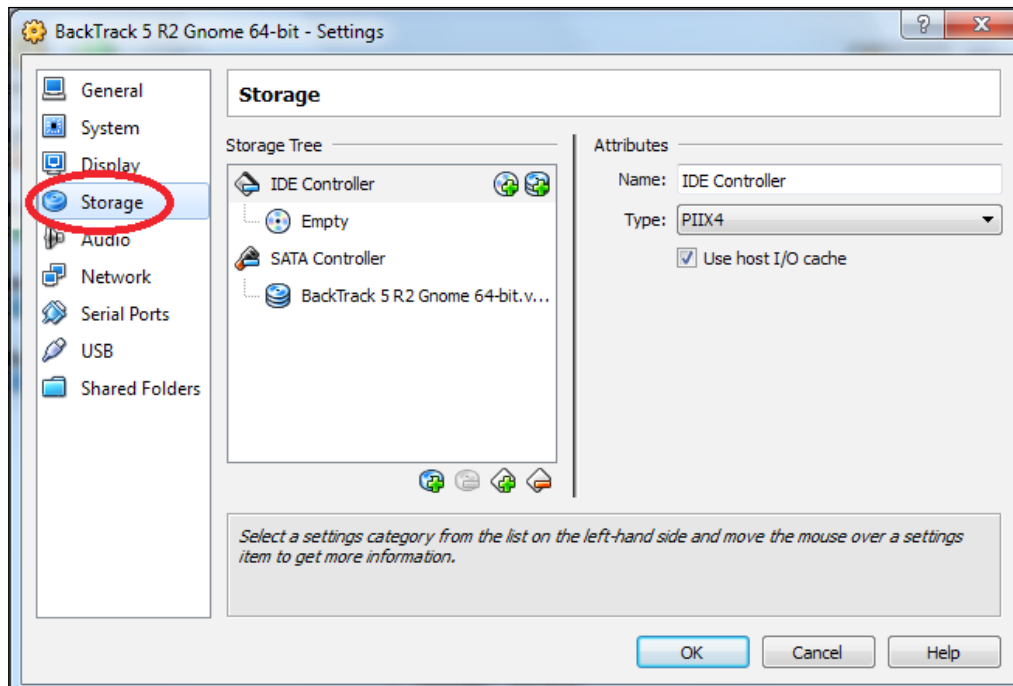 BackTrack 5 R2 Gnome 64-bit - Settings
? X
General
System
Display
Storage
Audio
Network
Serial Ports
USB
Shared Folders
Storage
Storage Tree
IDE Controller
Empty
SATA Controller
BackTrack 5 R2 Gnome 64-bit.v...
Attributes
Name: IDE Controller
Type: PIIX4
Use host I/O cache
Select a settings category from the list on the left-hand side and move the mouse over a settings
item to get more information.
OK Cancel Help